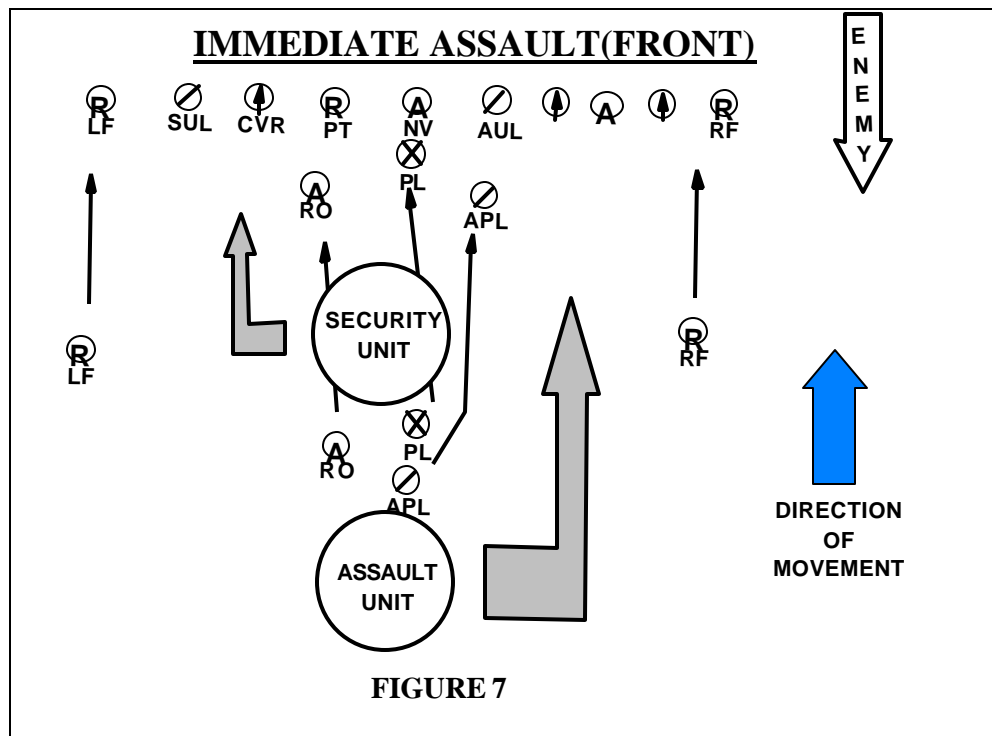 IMMEDIATE ASSAULT(FRONT)
ENEMY
R A R
A R
LF SUL CVR PT NV AUL RF
X
PL
A
RO
APL
SECURITY
UNIT
R
LF
R
RF
X
PL
A
RO
APL
ASSAULT
UNIT
DIRECTION
OF
MOVEMENT
FIGURE 7